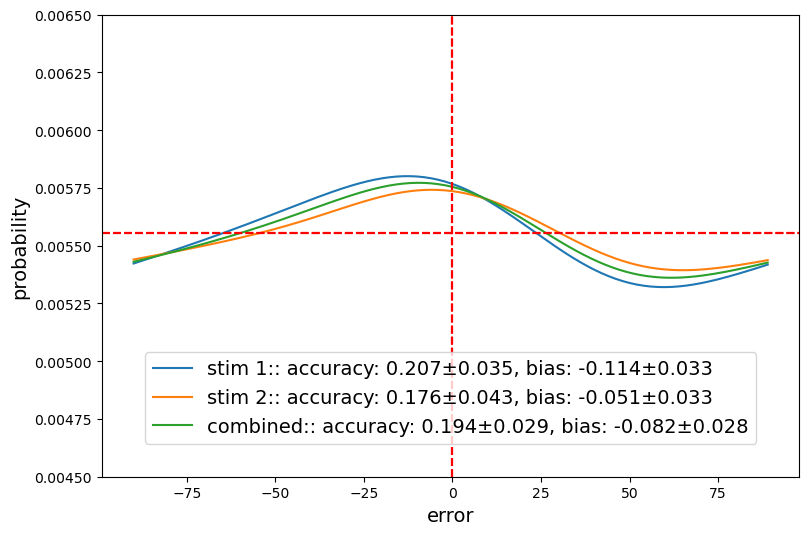 0.00650
0.00625
0.00600
0.00575
0.00550
0.00525
0.00500
0.00475
0.00450
probability
stim 1:: accuracy: 0.207±0.035, bias: -0.114±0.033
stim 2:: accuracy: 0.176±0.043, bias: -0.051±0.033
combined:: accuracy: 0.194±0.029, bias: -0.082±0.028
−75 −50 −25 0 25 50 75
error